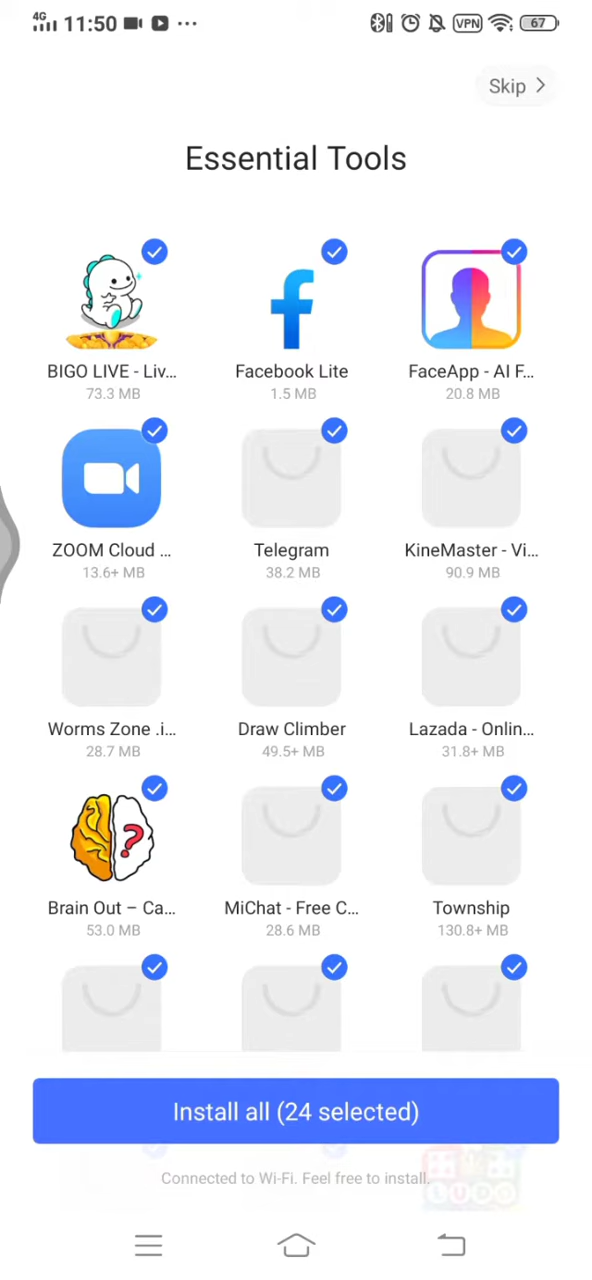 4G 11:50 VPN 67
Skip
Essential Tools
BIGO LIVE - Liv... Facebook Lite FaceApp - AI F...
73.3 MB 1.5 MB 20.8 MB
ZOOM Cloud ... Telegram KineMaster - Vi...
13.6+ MB 38.2 MB 90.9 MB
Worms Zone .i... Draw Climber Lazada - Onlin...
28.7 MB 49.5+ MB 31.8+ MB
Brain Out – Ca... MiChat - Free C... Township
53.0 MB 28.6 MB 130.8+ MB
Install all (24 selected)
Connected to Wi-Fi. Feel free to install.
LUDO